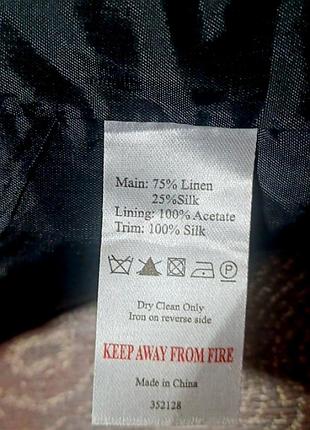 Main: 75% Linen
25%Silk
Lining: 100% Acetate
Trim: 100% Silk
P
Dry Clean Only
Iron on reverse side
KEEP AWAY FROM FIRE
Made in China
352128